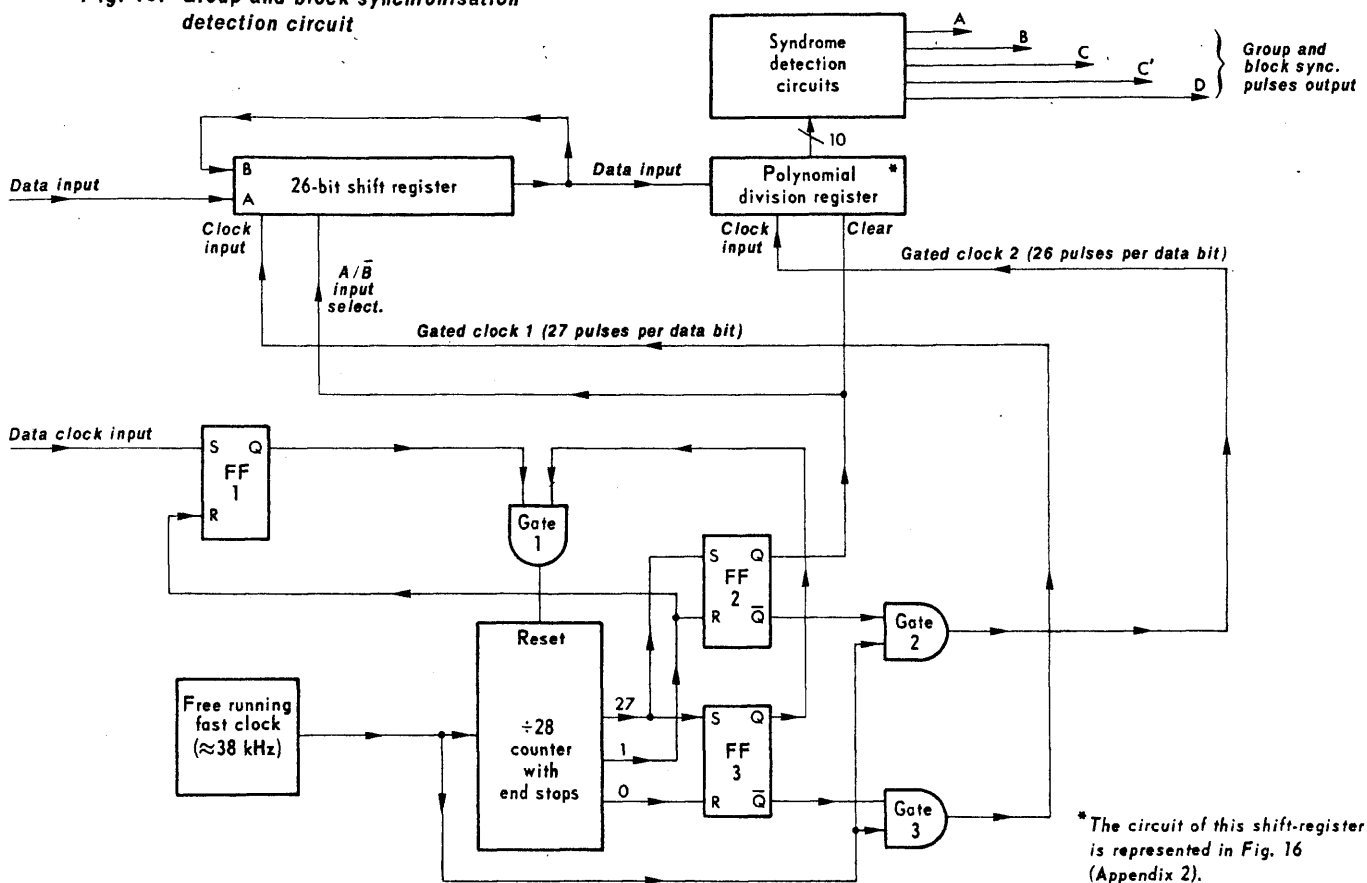 Group and block synchronisation
detection circuit
Syndrome
detection
circuits
A
B
C
C'
D
Group and
block sync.
pulses output
10
Data input
B
A
26-bit shift register
Data input
Polynomial *
division register
Clock
input
A/B̄
input
select.
Clock
input
Clear
Gated clock 2 (26 pulses per data bit)
Gated clock 1 (27 pulses per data bit)
Data clock input
S Q
FF
1
R
Gate
1
S Q
FF
2
R Q̄
Gate
2
Reset
÷28
counter
with
end stops
27
1
0
Free running
fast clock
(≈38 kHz)
S Q
FF
3
R Q̄
Gate
3
* The circuit of this shift-register
is represented in Fig. 16
(Appendix 2).